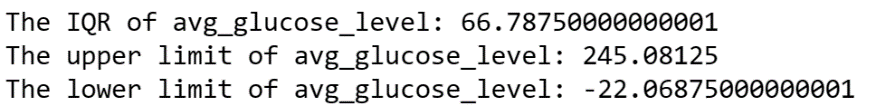 The IQR of avg_glucose_level: 66.78750000000001
The upper limit of avg_glucose_level: 245.08125
The lower limit of avg_glucose_level: -22.06875000000001